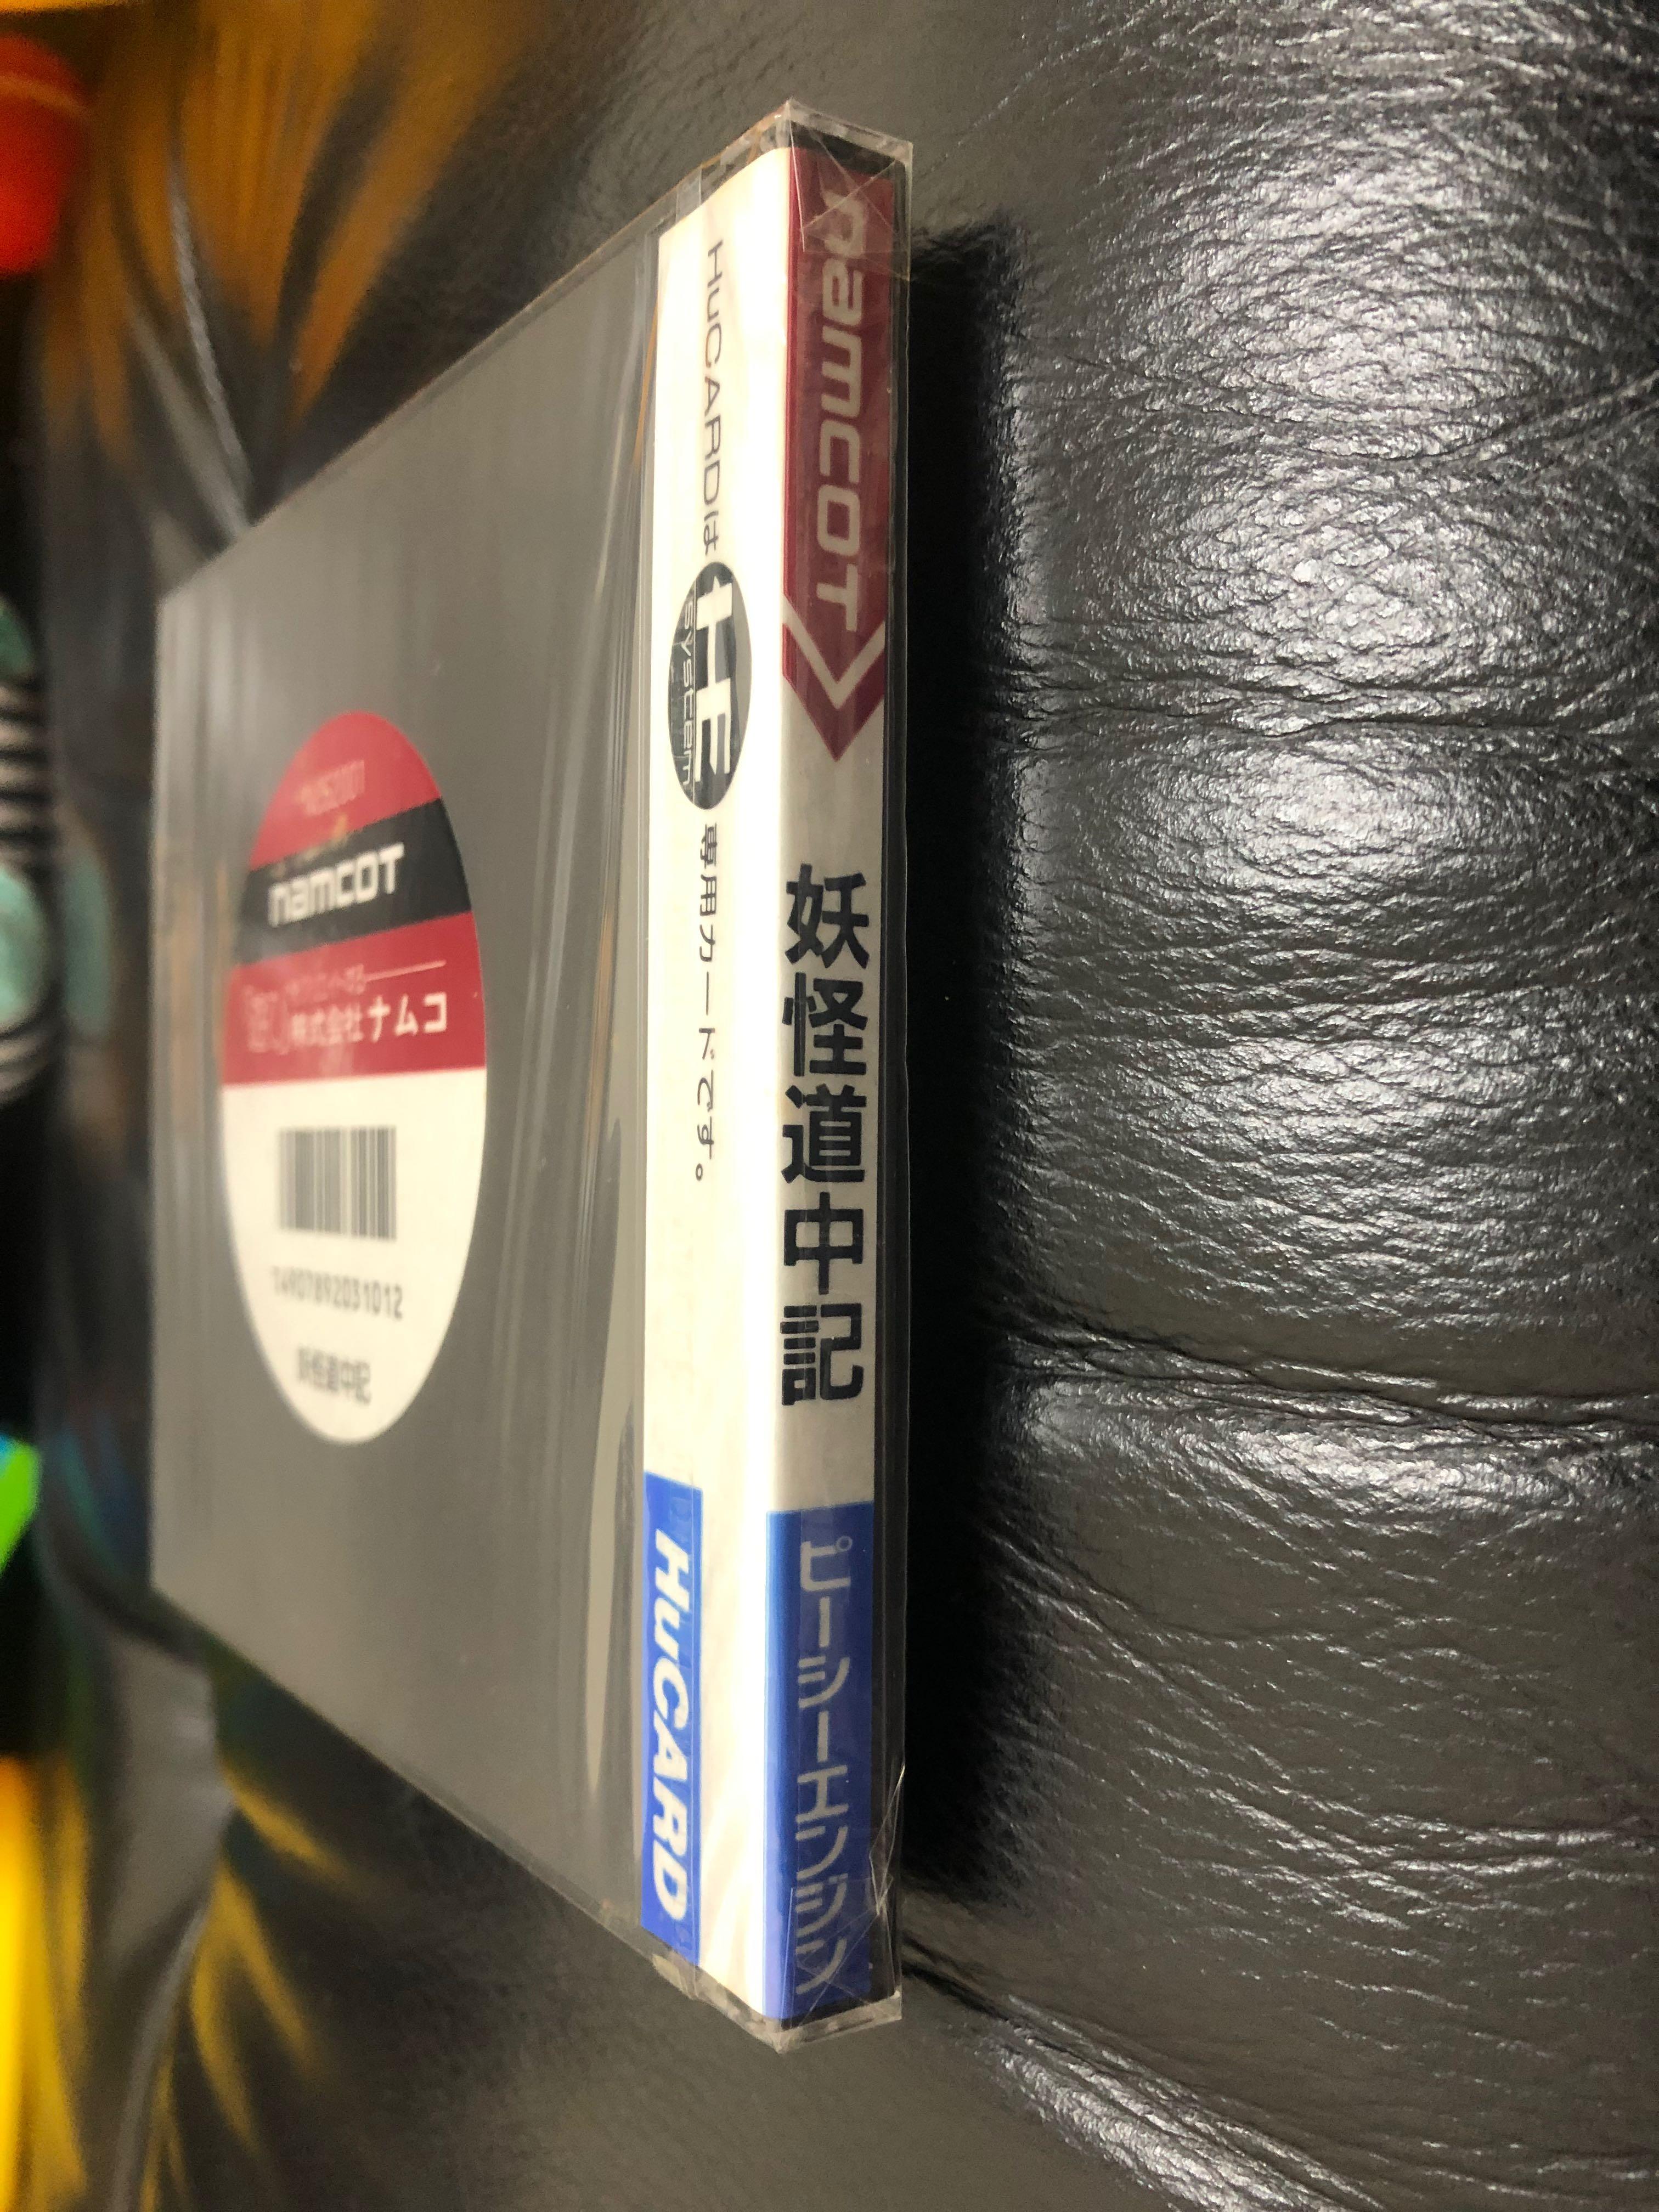 namcot
妖怪道中記
ピーシーエンジン
HUCARDは HE system 専用カードです。
HuCARD
namcot
株式会社ナムコ
4907892031012
妖怪道中記